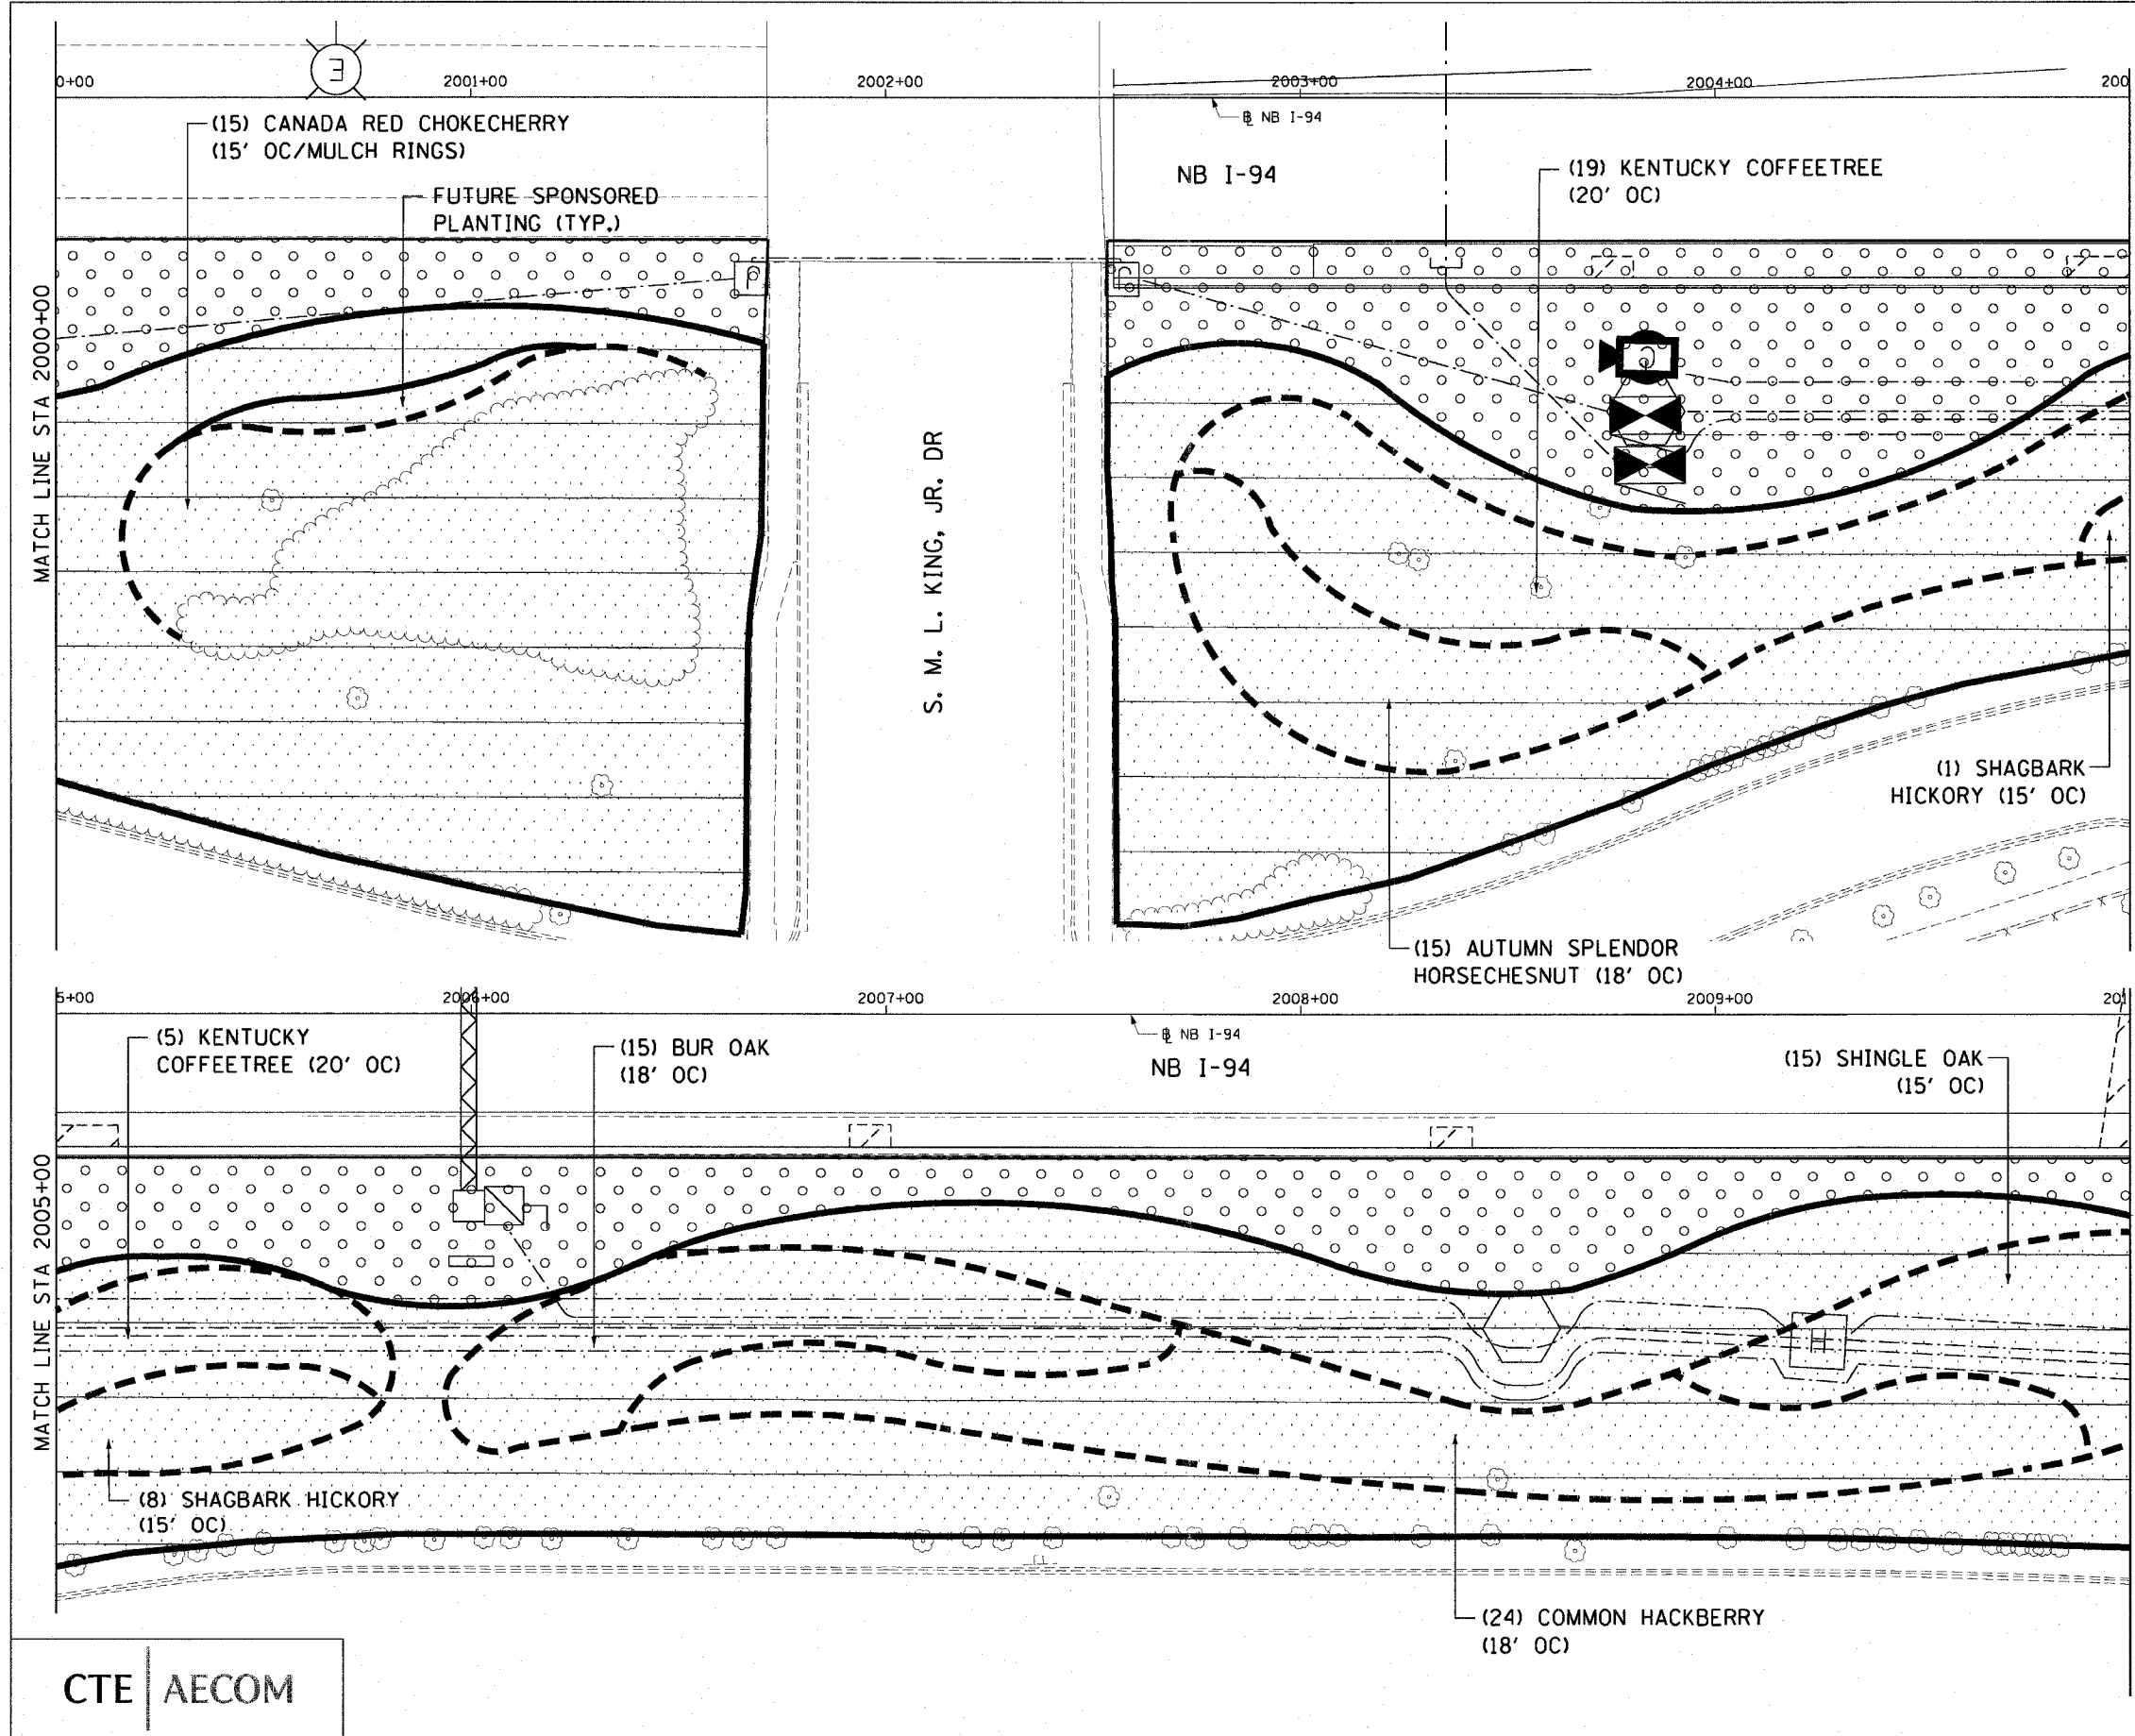 0+00
2001+00
2002+00
2003+00
2004+00
200
3
(15) CANADA RED CHOKECHERRY
(15' OC/MULCH RINGS)
FUTURE SPONSORED
PLANTING (TYP.)
NB I-94
NB I-94
(19) KENTUCKY COFFEETREE
(20' OC)
MATCH LINE STA 2000+00
S. M. L. KING, JR. DR
(1) SHAGBARK
HICKORY (15' OC)
(15) AUTUMN SPLENDOR
HORSECHESNUT (18' OC)
5+00
2006+00
2007+00
2008+00
2009+00
201
(5) KENTUCKY
COFFEETREE (20' OC)
(15) BUR OAK
(18' OC)
NB I-94
NB I-94
(15) SHINGLE OAK
(15' OC)
MATCH LINE STA 2005+00
H
(8) SHAGBARK HICKORY
(15' OC)
(24) COMMON HACKBERRY
(18' OC)
CTE AECOM